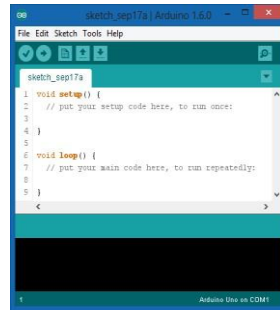 sketch_sep17a | Arduino 1.6.0
File Edit Sketch Tools Help
sketch_sep17a
1 void setup() {
2 // put your setup code here, to run once:
3
4 }
5
6 void loop() {
7 // put your main code here, to run repeatedly:
8
9 }
1 Arduino Uno on COM1